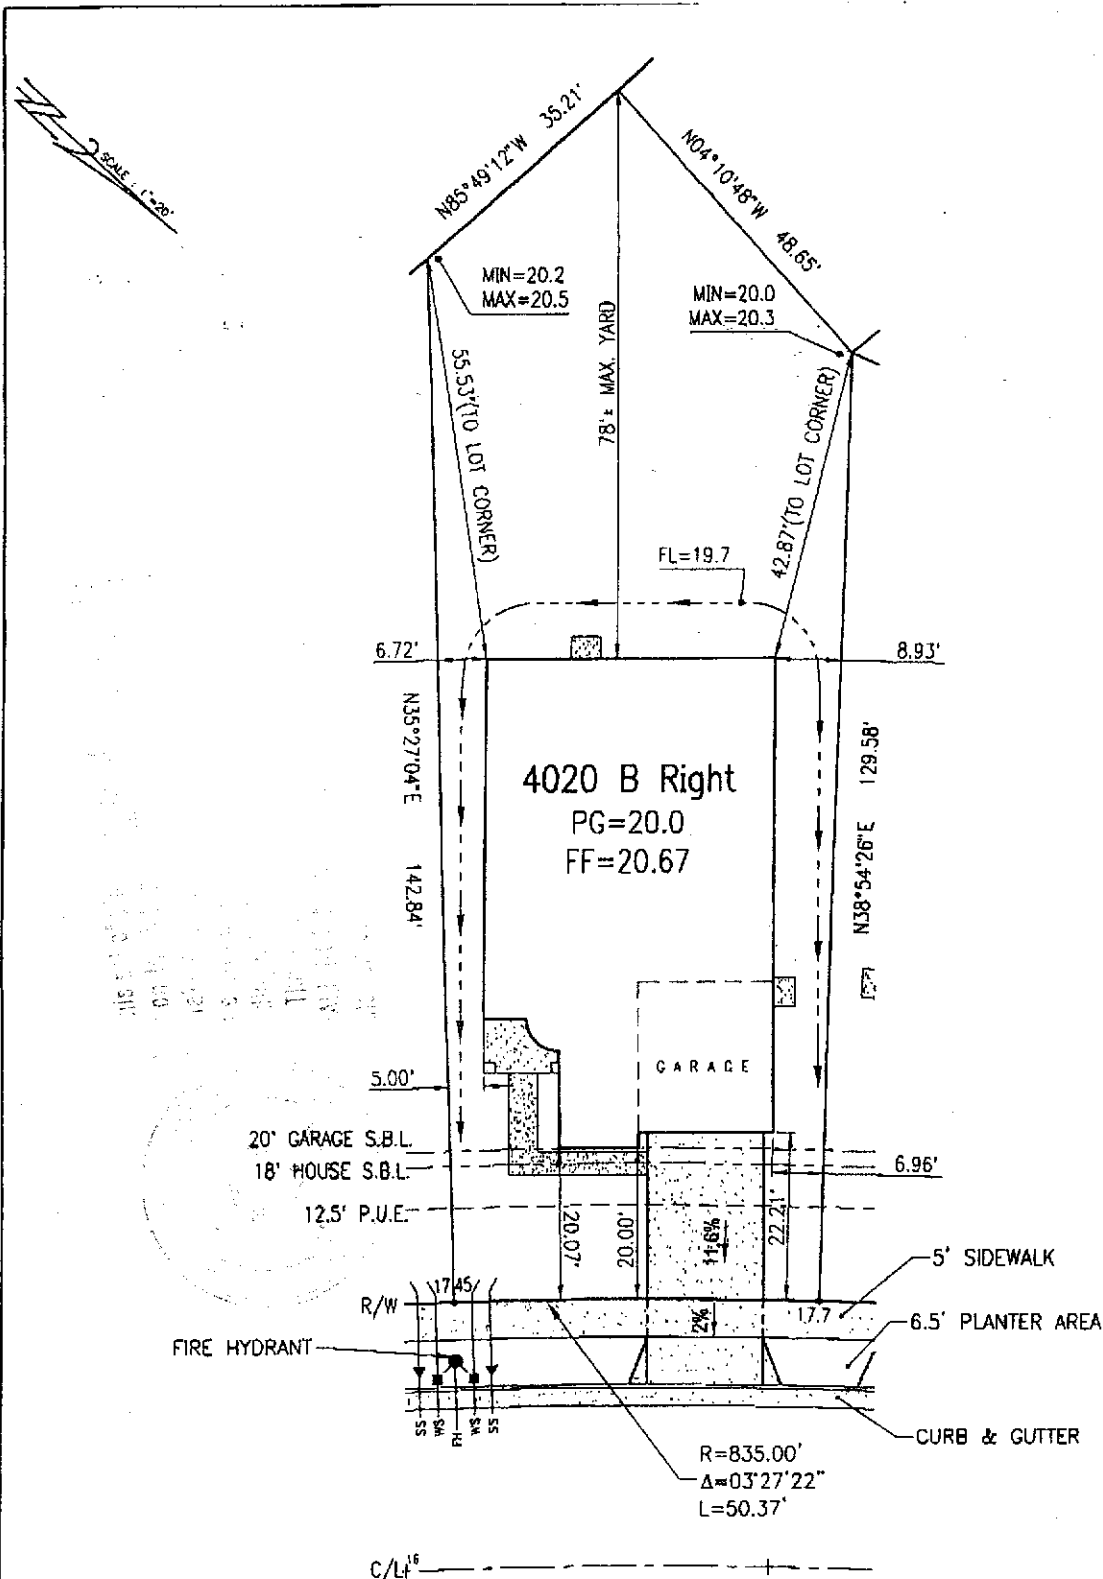 SCALE : 1"=20'
N85°49'12"W 35.21'
N04°10'48"W 48.65'
MIN=20.2
MAX=20.5
MIN=20.0
MAX=20.3
78'± MAX. YARD
55.53'(TO LOT CORNER)
42.87'(TO LOT CORNER)
FL=19.7
6.72'
8.93'
N35°27'04"E 142.84'
N38°54'26"E 129.58'
4020 B Right
PG=20.0
FF=20.67
GARAGE
5.00'
20' GARAGE S.B.L.
18' HOUSE S.B.L.
12.5' P.U.E.
6.96'
20.07'
20.00'
11.6%
22.21'
5' SIDEWALK
R/W
17.45
2%
17.7
6.5' PLANTER AREA
FIRE HYDRANT
SS
WS
FH
WS
SS
CURB & GUTTER
R=835.00'
Δ=03°27'22"
L=50.37'
C/L
16